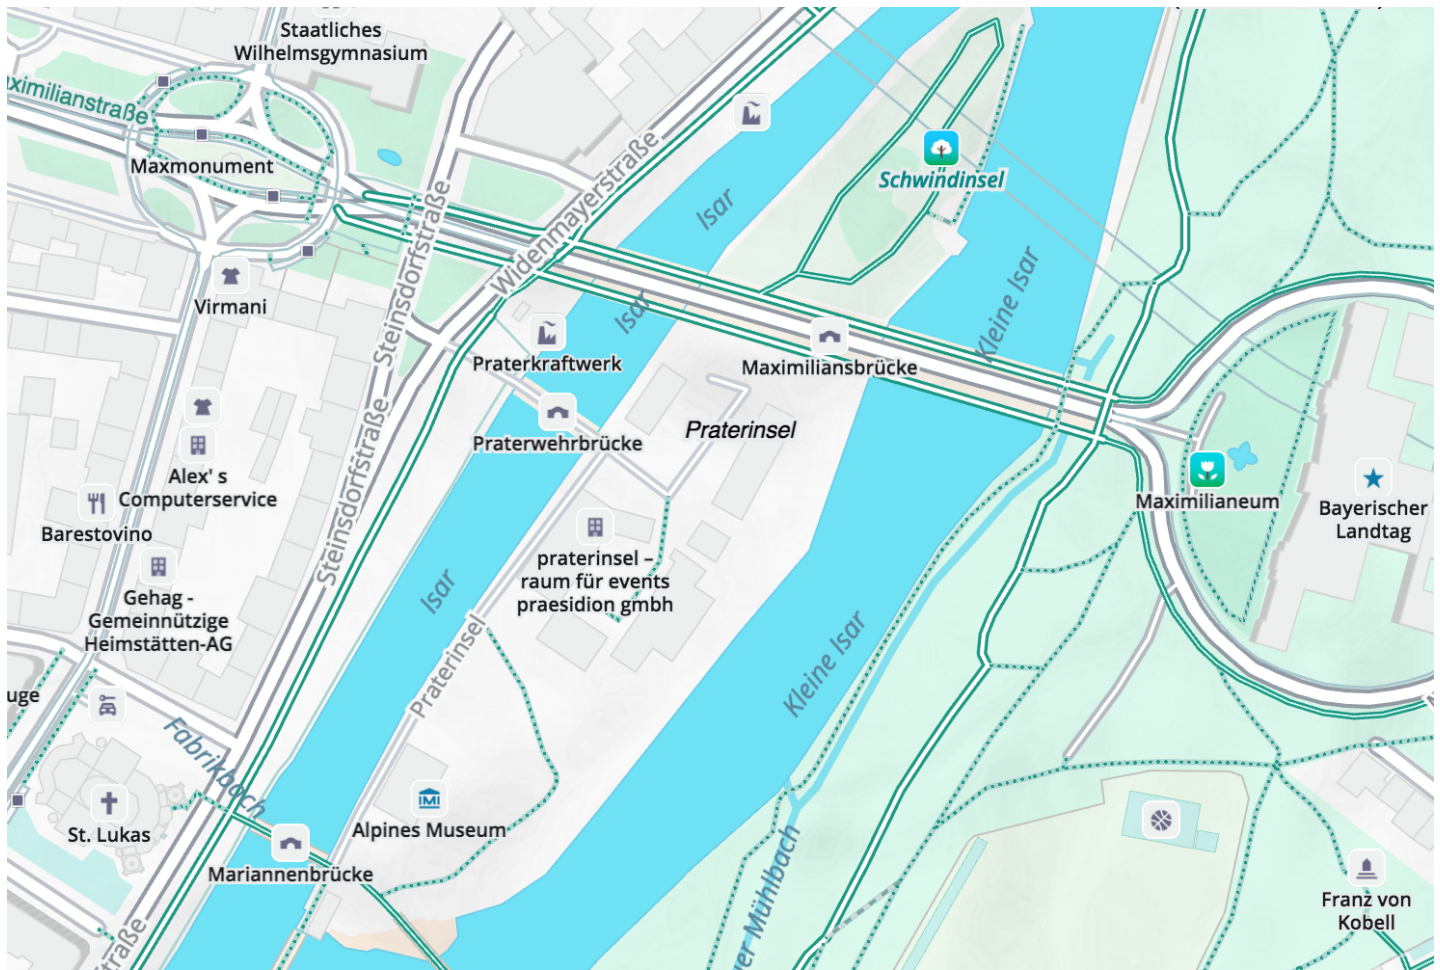 Staatliches
Wilhelmsgymnasium
Maxmonument
Widenmayerstraße
Isar
Schwindinsel
Steinsdorfstraße
Virmani
Isar
Kleine Isar
Praterkraftwerk
Maximiliansbrücke
Praterwehrbrücke
Praterinsel
Steinsdorfstraße
Alex' s
Computerservice
Barestovino
Maximilianeum
Bayerischer
Landtag
praterinsel –
raum für events
praesidion gmbh
Isar
Gehag -
Gemeinnützige
Heimstätten-AG
Praterinsel
Kleine Isar
Fabrikbach
St. Lukas
Alpines Museum
Mariannenbrücke
Mühlbach
Franz von
Kobell